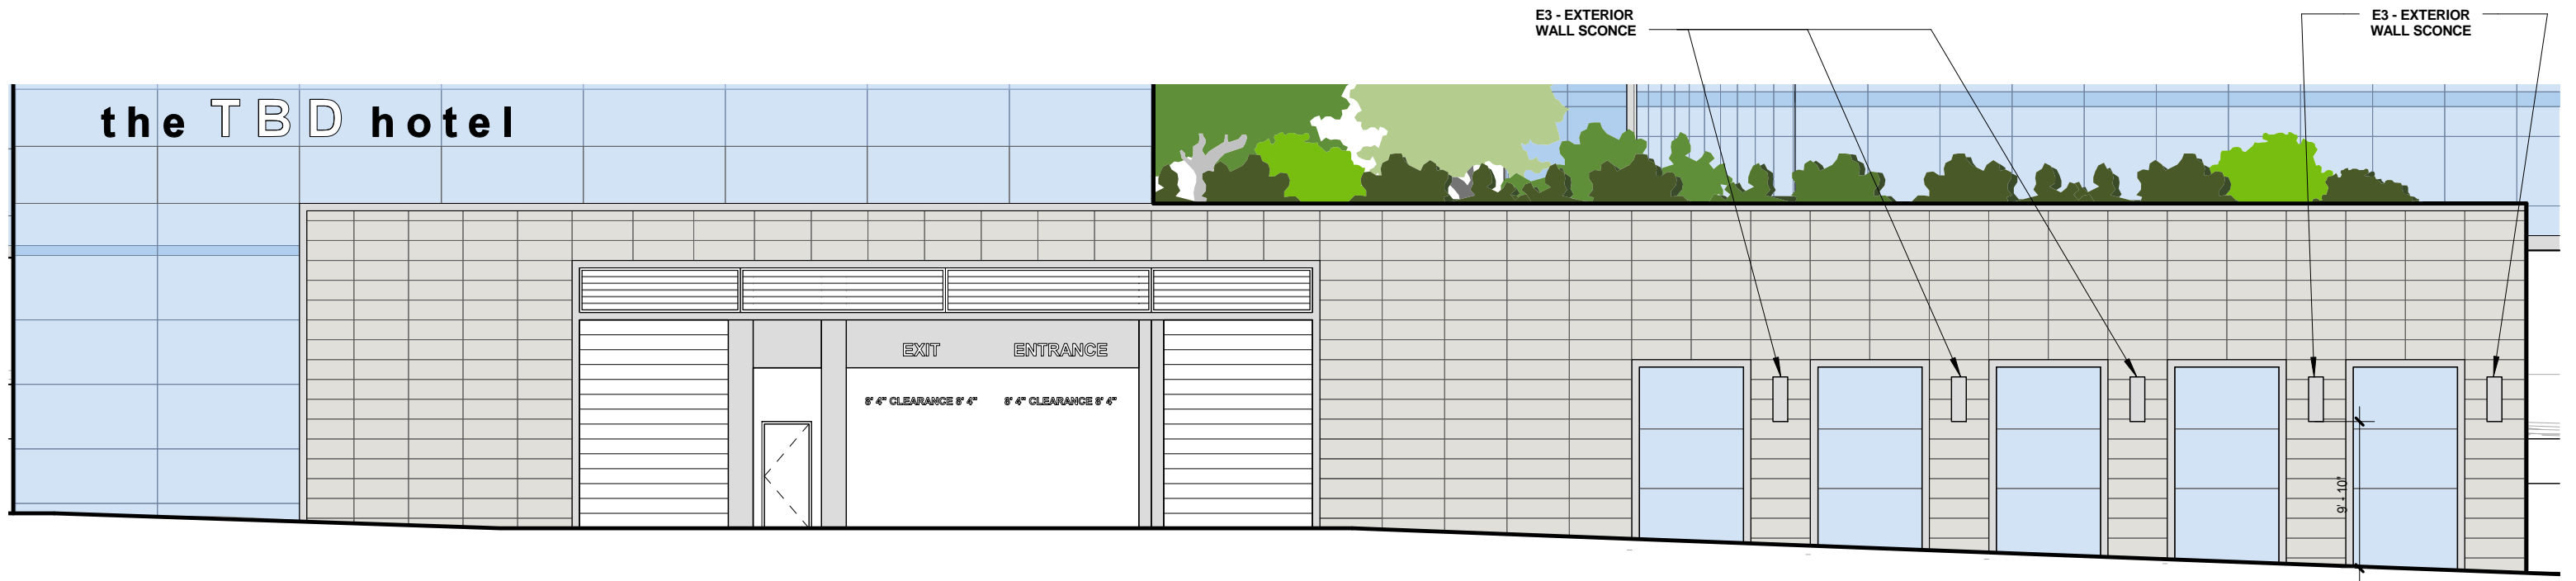 E3 - EXTERIOR
WALL SCONCE
E3 - EXTERIOR
WALL SCONCE
the TBD hotel
EXIT
ENTRANCE
8' 4" CLEARANCE 8' 4"
8' 4" CLEARANCE 8' 4"
9' - 10"